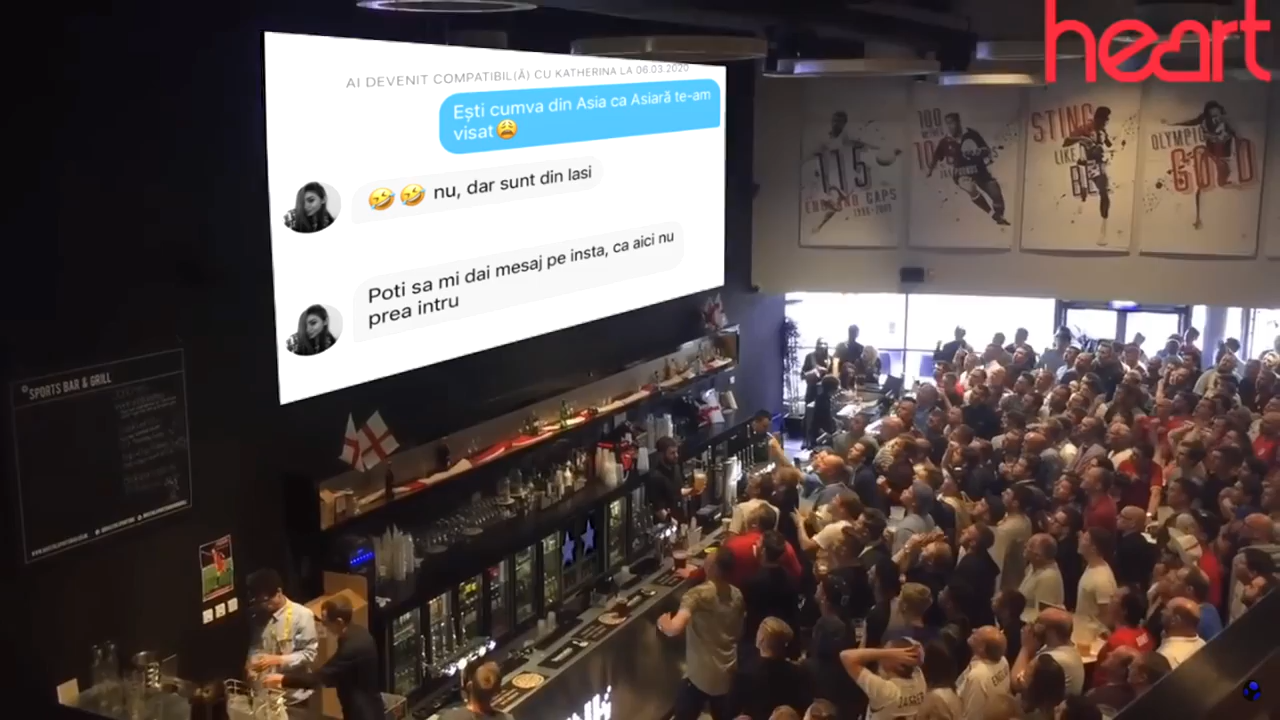 heart
AI DEVENIT COMPATIBIL(Ă) CU KATHERINA LA 06.03.2020
Ești cumva din Asia ca Asiară te-am
visat😩
🤣🤣 nu, dar sunt din Iasi
Poti sa mi dai mesaj pe insta, ca aici nu
prea intru
115
ENGLAND CAPS
100
STING
LIKE
OLYMPIC
GOLD
SPORTS BAR & GRILL